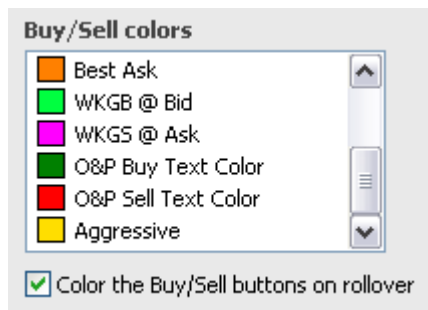 Buy/Sell colors
Best Ask
WKGB @ Bid
WKGS @ Ask
O&P Buy Text Color
O&P Sell Text Color
Aggressive
Color the Buy/Sell buttons on rollover